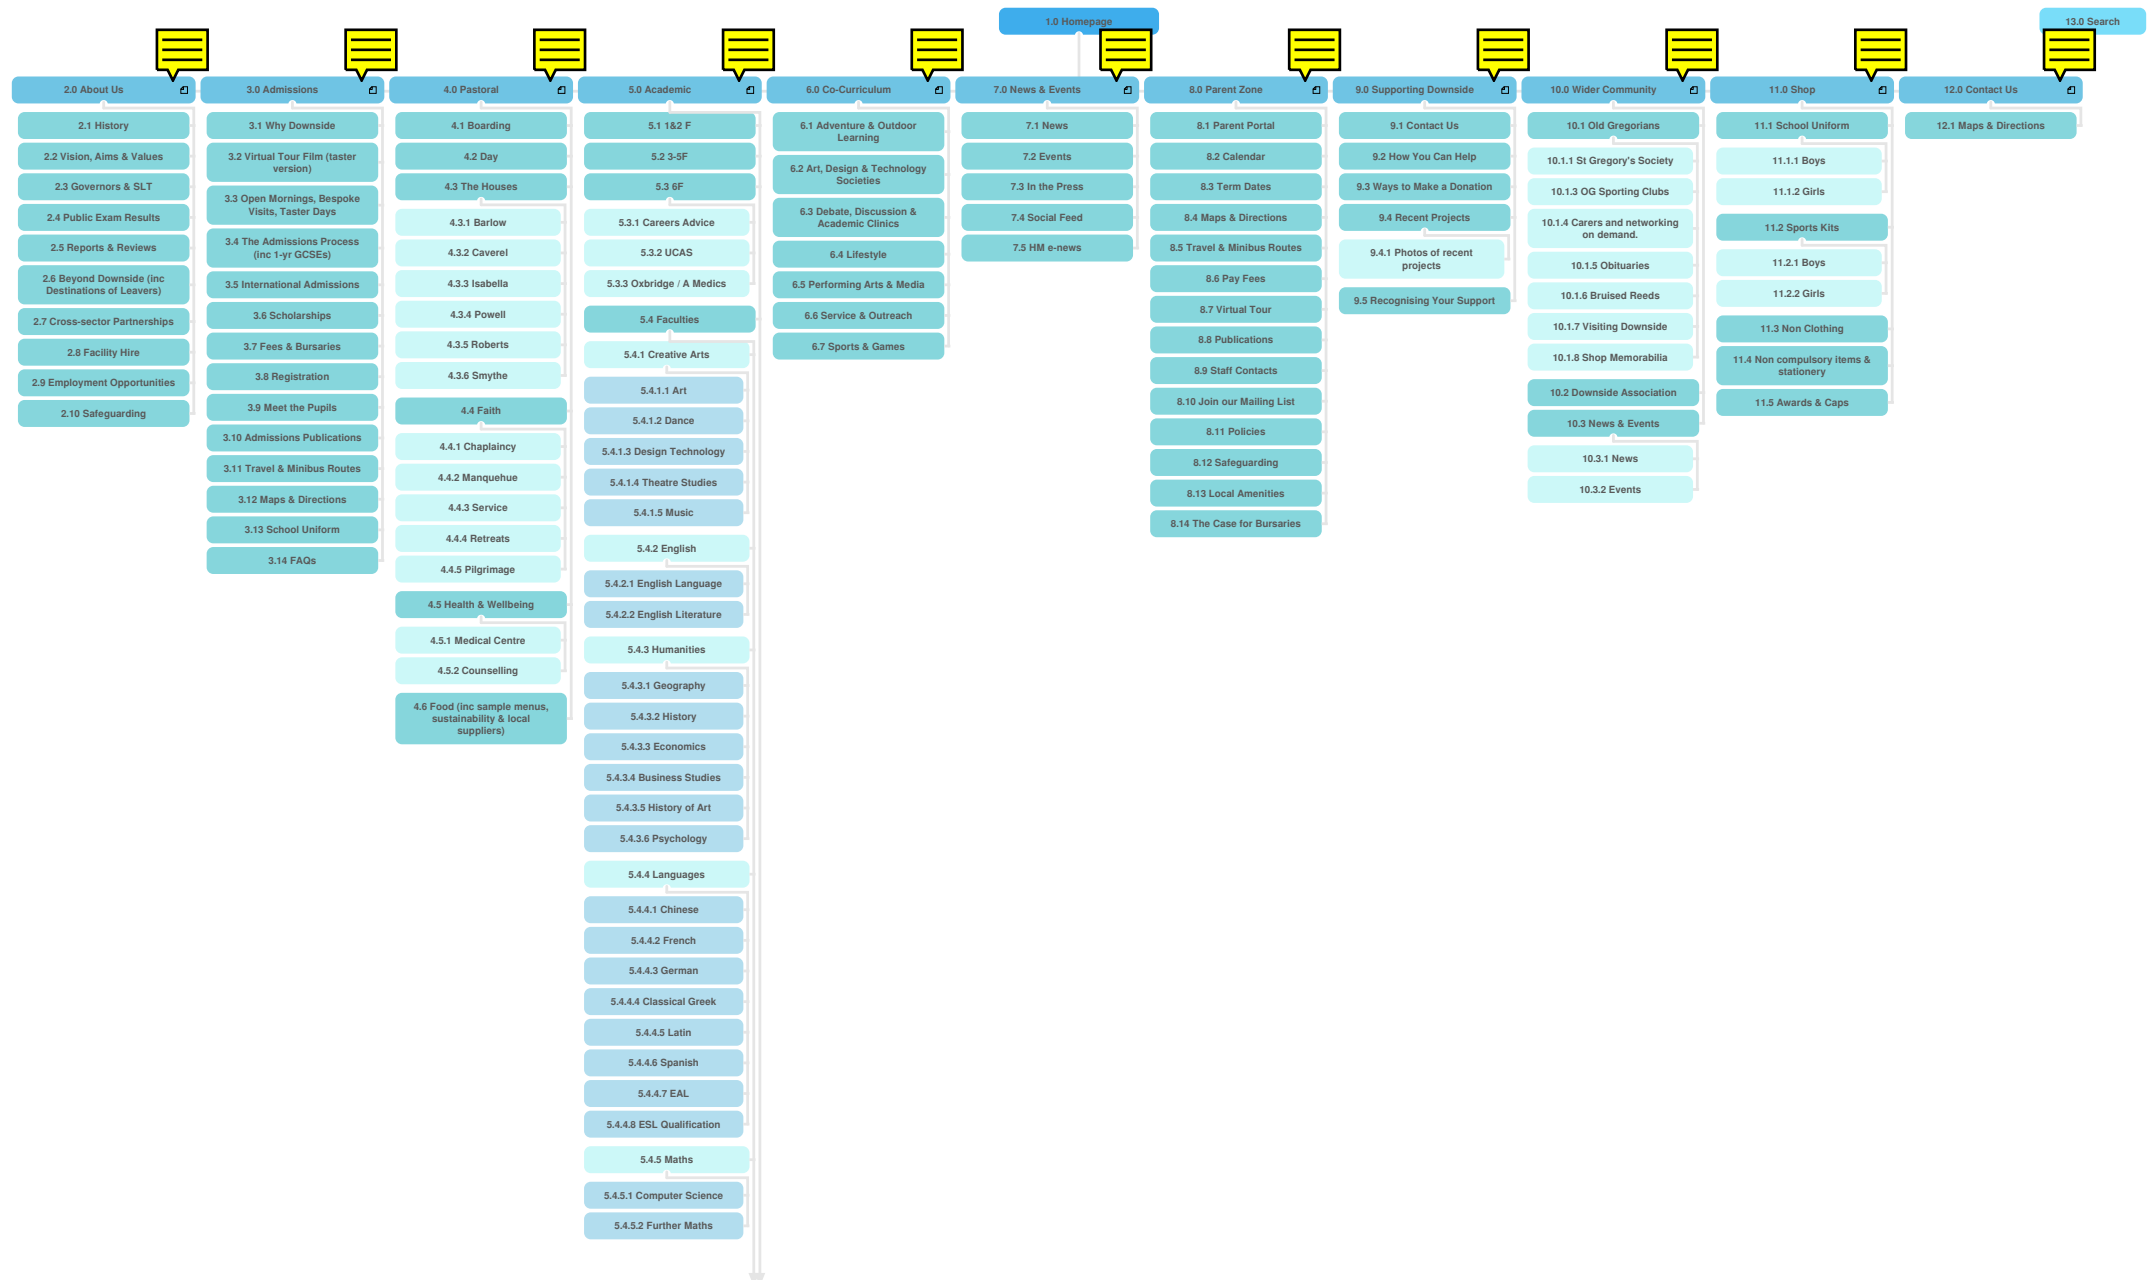 1.0 Homepage
13.0 Search
2.0 About Us
2.1 History
2.2 Vision, Aims & Values
2.3 Governors & SLT
2.4 Public Exam Results
2.5 Reports & Reviews
2.6 Beyond Downside (inc
Destinations of Leavers)
2.7 Cross-sector Partnerships
2.8 Facility Hire
2.9 Employment Opportunities
2.10 Safeguarding
3.0 Admissions
3.1 Why Downside
3.2 Virtual Tour Film (taster
version)
3.3 Open Mornings, Bespoke
Visits, Taster Days
3.4 The Admissions Process
(inc 1-yr GCSEs)
3.5 International Admissions
3.6 Scholarships
3.7 Fees & Bursaries
3.8 Registration
3.9 Meet the Pupils
3.10 Admissions Publications
3.11 Travel & Minibus Routes
3.12 Maps & Directions
3.13 School Uniform
3.14 FAQs
4.0 Pastoral
4.1 Boarding
4.2 Day
4.3 The Houses
4.3.1 Barlow
4.3.2 Caverel
4.3.3 Isabella
4.3.4 Powell
4.3.5 Roberts
4.3.6 Smythe
4.4 Faith
4.4.1 Chaplaincy
4.4.2 Manquehue
4.4.3 Service
4.4.4 Retreats
4.4.5 Pilgrimage
4.5 Health & Wellbeing
4.5.1 Medical Centre
4.5.2 Counselling
4.6 Food (inc sample menus,
sustainability & local
suppliers)
5.0 Academic
5.1 1&2 F
5.2 3-5F
5.3 6F
5.3.1 Careers Advice
5.3.2 UCAS
5.3.3 Oxbridge / A Medics
5.4 Faculties
5.4.1 Creative Arts
5.4.1.1 Art
5.4.1.2 Dance
5.4.1.3 Design Technology
5.4.1.4 Theatre Studies
5.4.1.5 Music
5.4.2 English
5.4.2.1 English Language
5.4.2.2 English Literature
5.4.3 Humanities
5.4.3.1 Geography
5.4.3.2 History
5.4.3.3 Economics
5.4.3.4 Business Studies
5.4.3.5 History of Art
5.4.3.6 Psychology
5.4.4 Languages
5.4.4.1 Chinese
5.4.4.2 French
5.4.4.3 German
5.4.4.4 Classical Greek
5.4.4.5 Latin
5.4.4.6 Spanish
5.4.4.7 EAL
5.4.4.8 ESL Qualification
5.4.5 Maths
5.4.5.1 Computer Science
5.4.5.2 Further Maths
6.0 Co-Curriculum
6.1 Adventure & Outdoor
Learning
6.2 Art, Design & Technology
Societies
6.3 Debate, Discussion &
Academic Clinics
6.4 Lifestyle
6.5 Performing Arts & Media
6.6 Service & Outreach
6.7 Sports & Games
7.0 News & Events
7.1 News
7.2 Events
7.3 In the Press
7.4 Social Feed
7.5 HM e-news
8.0 Parent Zone
8.1 Parent Portal
8.2 Calendar
8.3 Term Dates
8.4 Maps & Directions
8.5 Travel & Minibus Routes
8.6 Pay Fees
8.7 Virtual Tour
8.8 Publications
8.9 Staff Contacts
8.10 Join our Mailing List
8.11 Policies
8.12 Safeguarding
8.13 Local Amenities
8.14 The Case for Bursaries
9.0 Supporting Downside
9.1 Contact Us
9.2 How You Can Help
9.3 Ways to Make a Donation
9.4 Recent Projects
9.4.1 Photos of recent
projects
9.5 Recognising Your Support
10.0 Wider Community
10.1 Old Gregorians
10.1.1 St Gregory's Society
10.1.3 OG Sporting Clubs
10.1.4 Carers and networking
on demand.
10.1.5 Obituaries
10.1.6 Bruised Reeds
10.1.7 Visiting Downside
10.1.8 Shop Memorabilia
10.2 Downside Association
10.3 News & Events
10.3.1 News
10.3.2 Events
11.0 Shop
11.1 School Uniform
11.1.1 Boys
11.1.2 Girls
11.2 Sports Kits
11.2.1 Boys
11.2.2 Girls
11.3 Non Clothing
11.4 Non compulsory items &
stationery
11.5 Awards & Caps
12.0 Contact Us
12.1 Maps & Directions